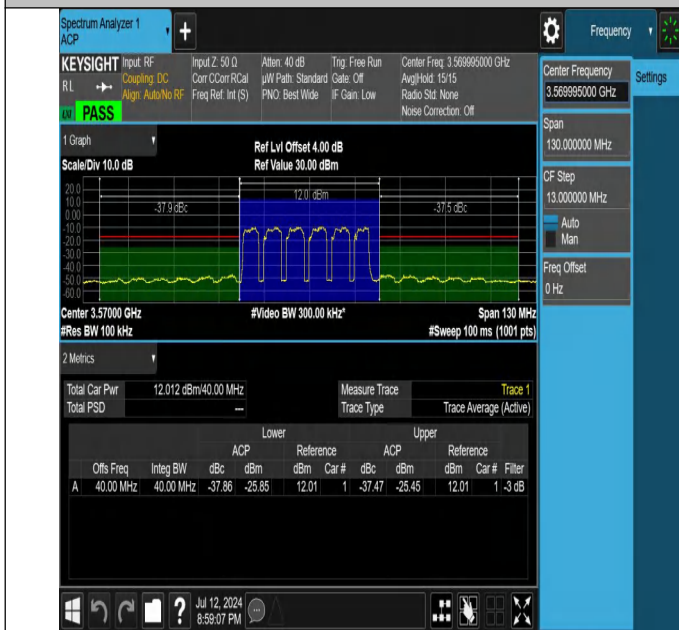 Spectrum Analyzer 1
ACP
+
Frequency
KEYSIGHT Input: RF Input Z: 50 Ω Atten: 40 dB Trig: Free Run Center Freq: 3.569995000 GHz
RL Coupling: DC Corr CCorr RCal µW Path: Standard Gate: Off Avg|Hold: 15/15
Align: Auto/No RF Freq Ref: Int (S) PNO: Best Wide IF Gain: Low Radio Std: None
PASS Noise Correction: Off
Center Frequency
3.569995000 GHz
Settings
Span
130.000000 MHz
CF Step
13.000000 MHz
Auto
Man
Freq Offset
0 Hz
1 Graph
Ref Lvl Offset 4.00 dB
Scale/Div 10.0 dB Ref Value 30.00 dBm
20.0
10.0
0.00
-10.0
-20.0
-30.0
-40.0
-50.0
-60.0
-37.9 dBc 12.0 dBm -37.5 dBc
Center 3.57000 GHz #Video BW 300.00 kHz* Span 130 MHz
#Res BW 100 kHz #Sweep 100 ms (1001 pts)
2 Metrics
Total Car Pwr 12.012 dBm/40.00 MHz Measure Trace Trace 1
Total PSD --- Trace Type Trace Average (Active)
Lower Upper
ACP Reference ACP Reference
Offs Freq Integ BW dBc dBm dBm Car # dBc dBm dBm Car # Filter
A 40.00 MHz 40.00 MHz -37.86 -25.85 12.01 1 -37.47 -25.45 12.01 1 -3 dB
?
Jul 12, 2024
8:59:07 PM